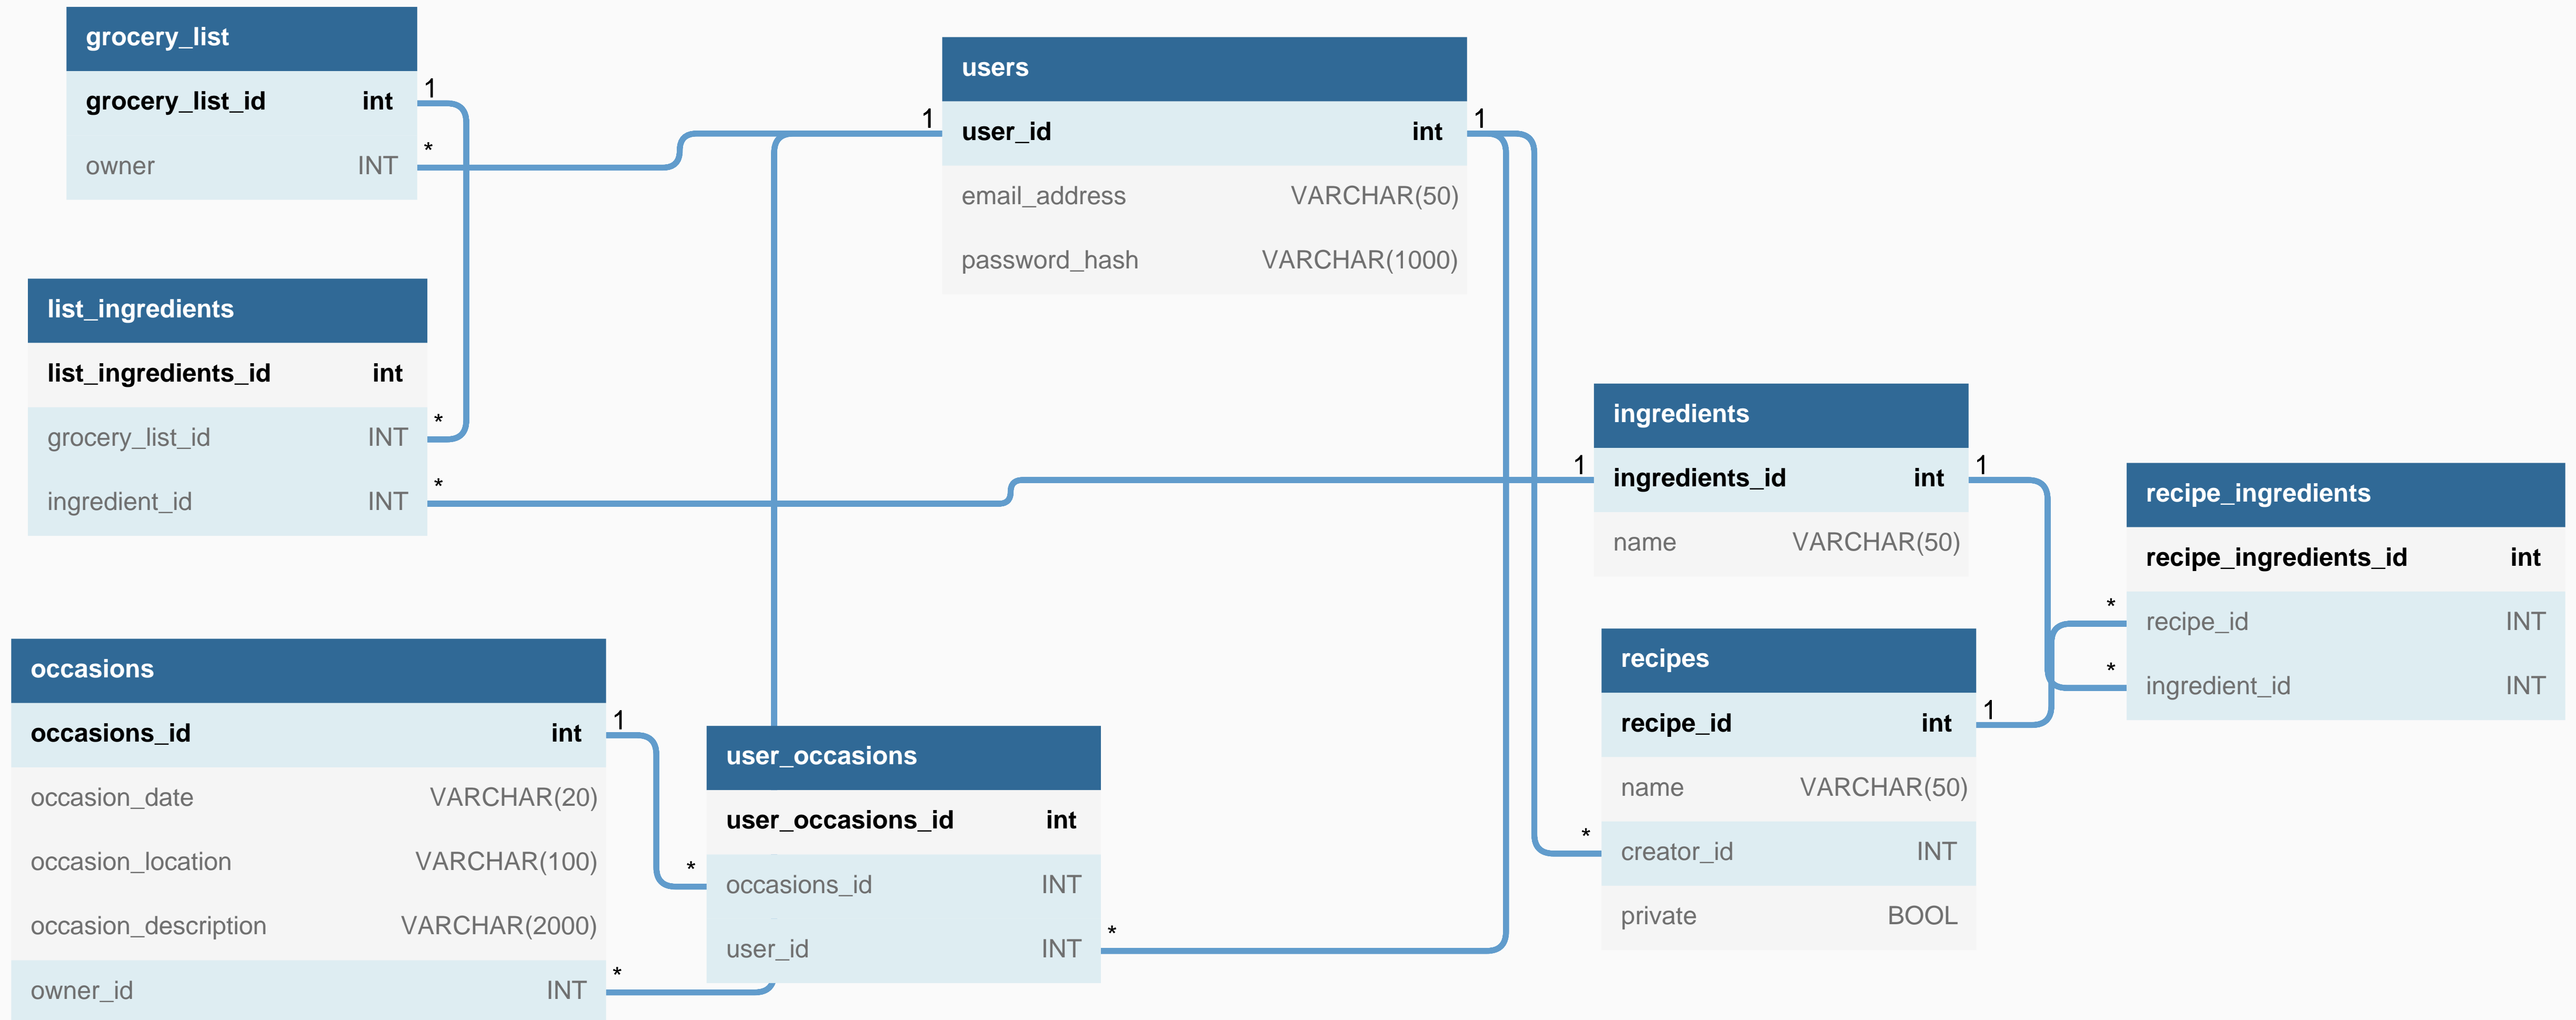 grocery_list
grocery_list_id int 1
owner INT *
users
1 user_id int 1
email_address VARCHAR(50)
password_hash VARCHAR(1000)
list_ingredients
list_ingredients_id int
grocery_list_id INT *
ingredient_id INT *
ingredients
1 ingredients_id int 1
name VARCHAR(50)
recipe_ingredients
recipe_ingredients_id int
* recipe_id INT
* ingredient_id INT
occasions
occasions_id int 1
occasion_date VARCHAR(20)
occasion_location VARCHAR(100)
occasion_description VARCHAR(2000)
owner_id INT *
user_occasions
user_occasions_id int
* occasions_id INT
user_id INT *
recipes
recipe_id int 1
name VARCHAR(50)
* creator_id INT
private BOOL